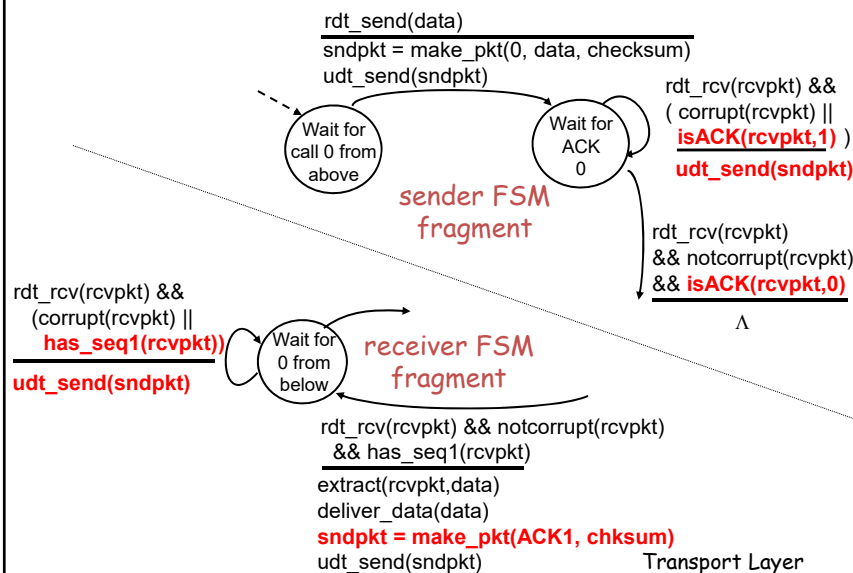 rdt_send(data)
sndpkt = make_pkt(0, data, checksum)
udt_send(sndpkt)
Wait for
call 0 from
above
Wait for
ACK
0
rdt_rcv(rcvpkt) &&
( corrupt(rcvpkt) ||
isACK(rcvpkt,1) )
udt_send(sndpkt)
sender FSM
fragment
rdt_rcv(rcvpkt)
&& notcorrupt(rcvpkt)
&& isACK(rcvpkt,0)
Λ
rdt_rcv(rcvpkt) &&
(corrupt(rcvpkt) ||
has_seq1(rcvpkt))
udt_send(sndpkt)
Wait for
0 from
below
receiver FSM
fragment
rdt_rcv(rcvpkt) && notcorrupt(rcvpkt)
&& has_seq1(rcvpkt)
extract(rcvpkt,data)
deliver_data(data)
sndpkt = make_pkt(ACK1, chksum)
udt_send(sndpkt)
Transport Layer